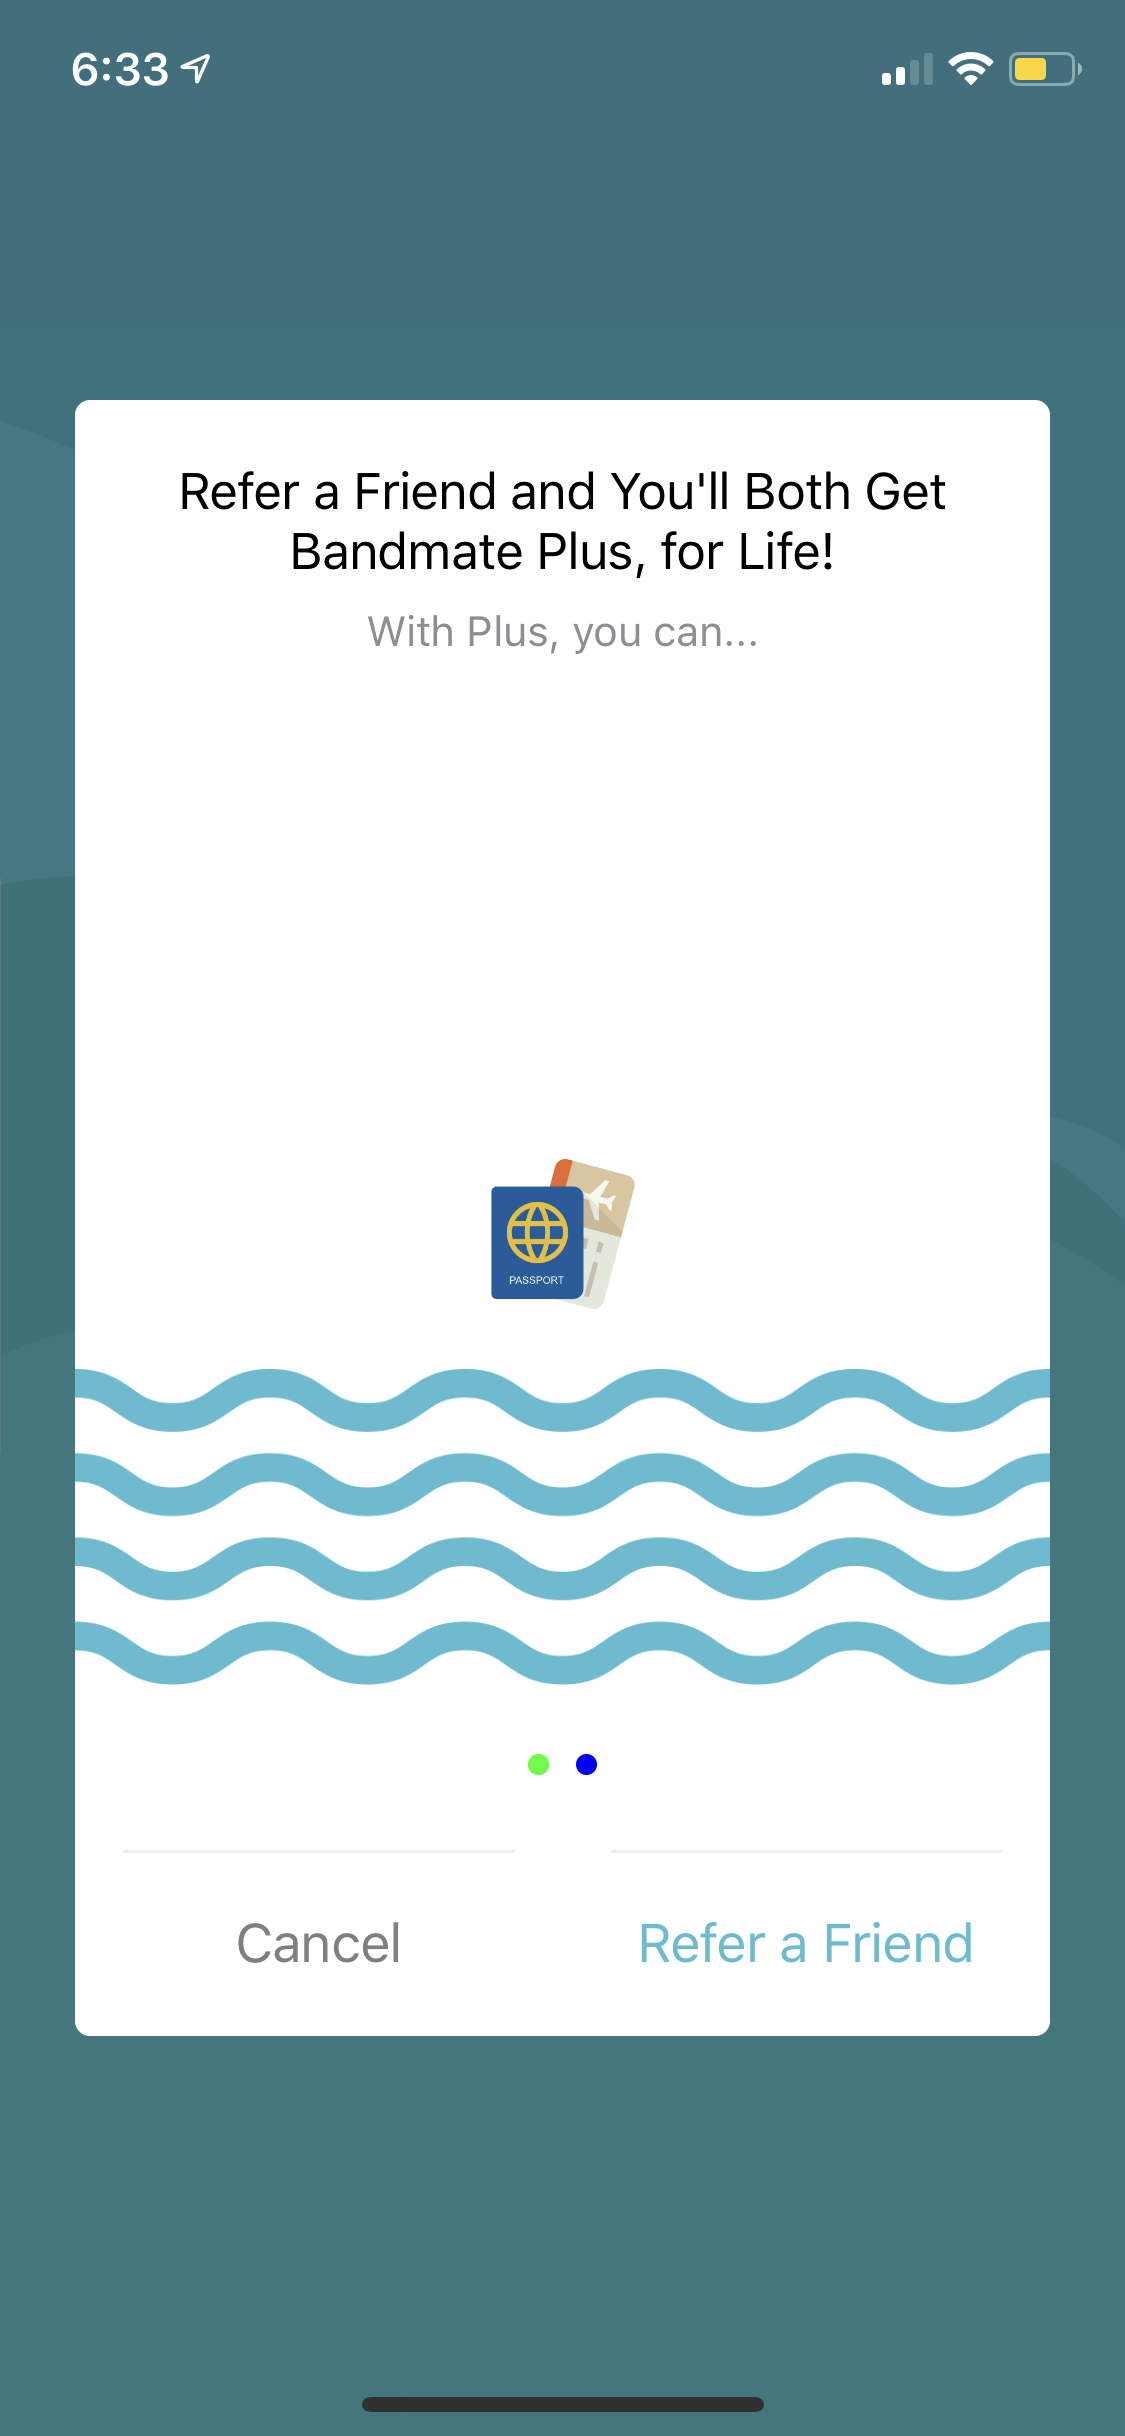 6:33
Refer a Friend and You'll Both Get
Bandmate Plus, for Life!
With Plus, you can...
PASSPORT
Cancel
Refer a Friend